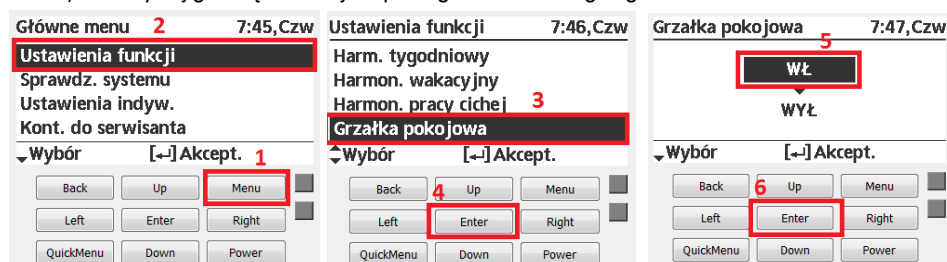 Główne menu 2 7:45,Czw
Ustawienia funkcji
Sprawdz. systemu
Ustawienia indyw.
Kont. do serwisanta
Wybór [↵] Akcept. 1
Back Up Menu
Left Enter Right
QuickMenu Down Power
Ustawienia funkcji 7:46,Czw
Harm. tygodniowy
Harmon. wakacyjny
Harmon. pracy cichej 3
Grzałka pokojowa
Wybór [↵] Akcept.
4
Back Up Menu
Left Enter Right
QuickMenu Down Power
Grzałka pokojowa 7:47,Czw
5
WŁ
WYŁ
Wybór [↵] Akcept.
Back 6 Up Menu
Left Enter Right
QuickMenu Down Power